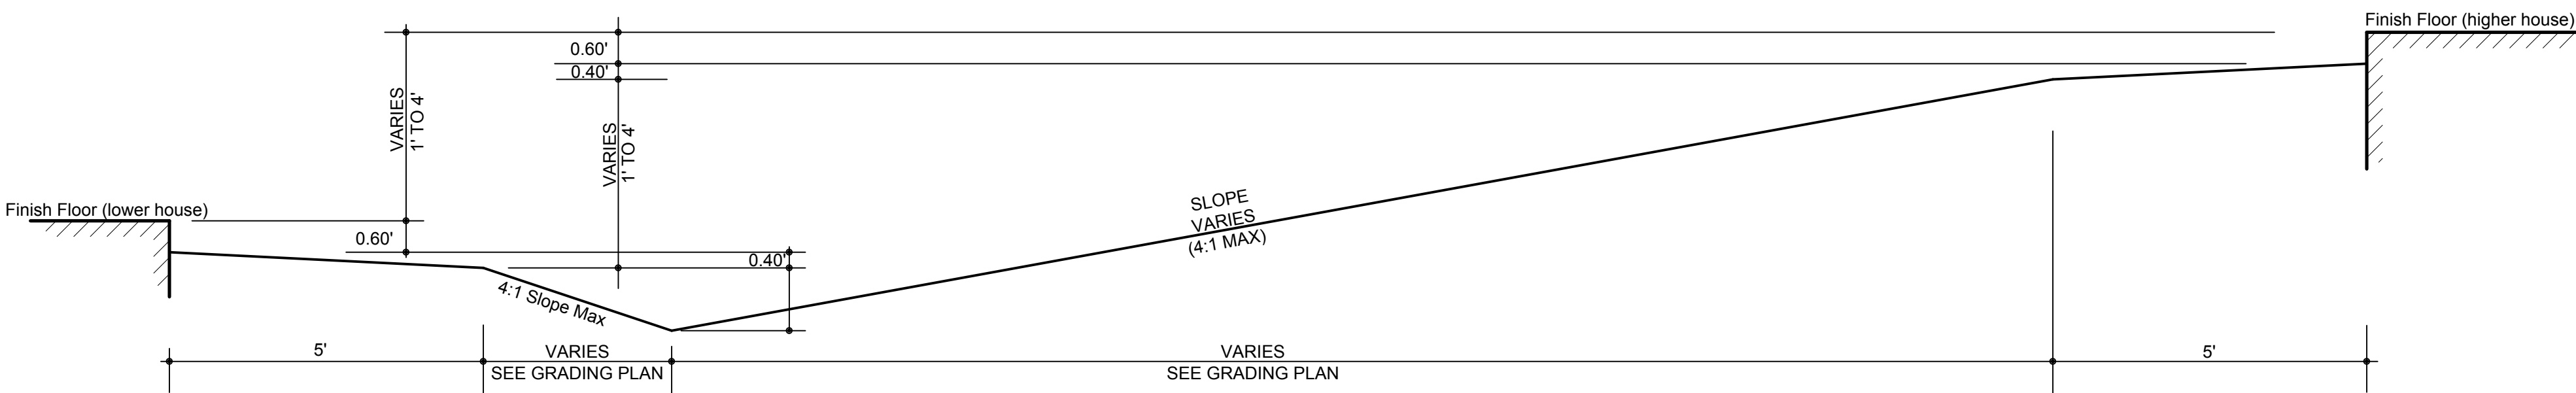 Finish Floor (higher house)
0.60'
0.40'
VARIES
1' TO 4'
VARIES
1' TO 4'
SLOPE
VARIES
(4:1 MAX)
Finish Floor (lower house)
0.60'
0.40'
4:1 Slope Max
5'
VARIES
SEE GRADING PLAN
VARIES
SEE GRADING PLAN
5'